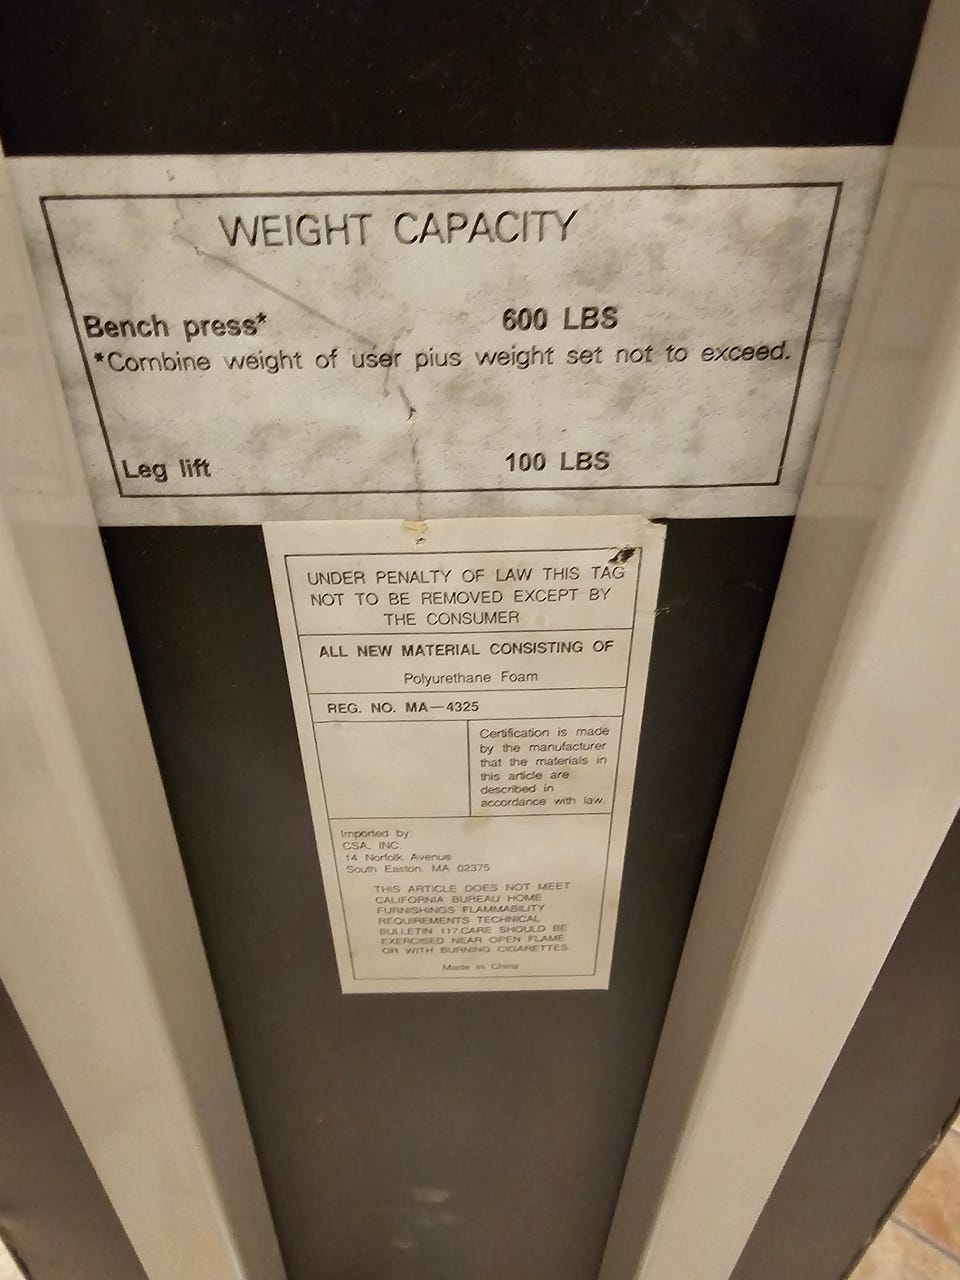 WEIGHT CAPACITY
Bench press* 600 LBS
*Combine weight of user pius weight set not to exceed.
Leg lift 100 LBS
UNDER PENALTY OF LAW THIS TAG
NOT TO BE REMOVED EXCEPT BY
THE CONSUMER
ALL NEW MATERIAL CONSISTING OF
Polyurethane Foam
REG. NO. MA—4325
Certification is made
by the manufacturer
that the materials in
this article are
described in
accordance with law.
Imported by:
CSA, INC.
14 Norfolk Avenue
South Easton, MA 02375
THIS ARTICLE DOES NOT MEET
CALIFORNIA BUREAU HOME
FURNISHINGS FLAMMABILITY
REQUIREMENTS TECHNICAL
BULLETIN 117.CARE SHOULD BE
EXERCISED NEAR OPEN FLAME
OR WITH BURNING CIGARETTES
Made in China